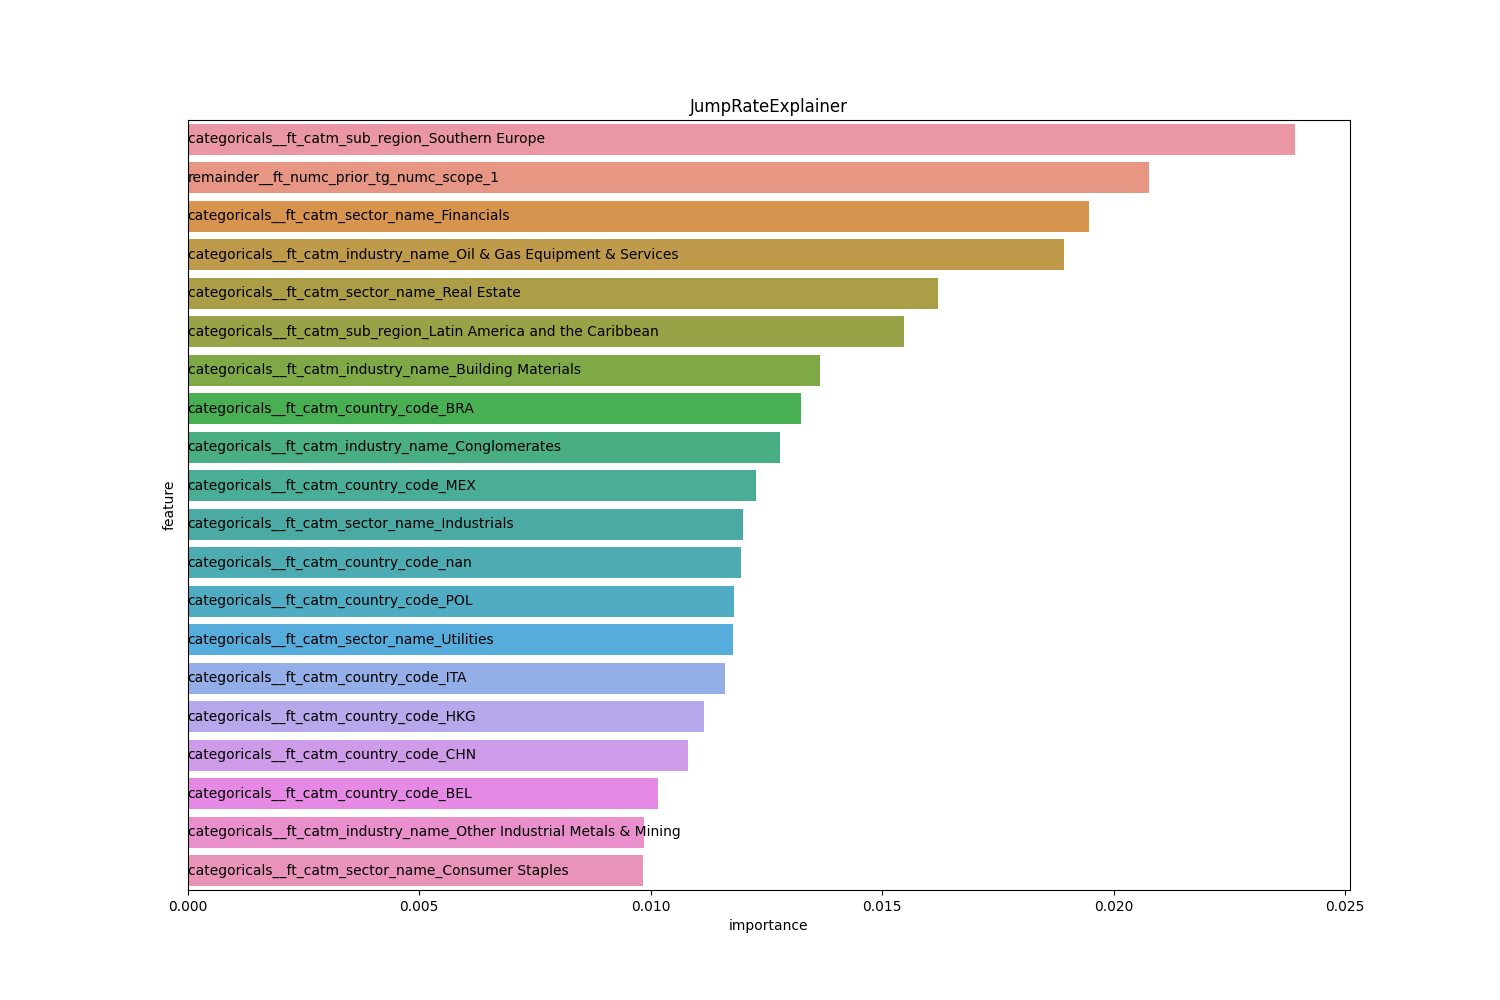 JumpRateExplainer
categoricals__ft_catm_sub_region_Southern Europe
remainder__ft_numc_prior_tg_numc_scope_1
categoricals__ft_catm_sector_name_Financials
categoricals__ft_catm_industry_name_Oil & Gas Equipment & Services
categoricals__ft_catm_sector_name_Real Estate
categoricals__ft_catm_sub_region_Latin America and the Caribbean
categoricals__ft_catm_industry_name_Building Materials
categoricals__ft_catm_country_code_BRA
categoricals__ft_catm_industry_name_Conglomerates
categoricals__ft_catm_country_code_MEX
feature
categoricals__ft_catm_sector_name_Industrials
categoricals__ft_catm_country_code_nan
categoricals__ft_catm_country_code_POL
categoricals__ft_catm_sector_name_Utilities
categoricals__ft_catm_country_code_ITA
categoricals__ft_catm_country_code_HKG
categoricals__ft_catm_country_code_CHN
categoricals__ft_catm_country_code_BEL
categoricals__ft_catm_industry_name_Other Industrial Metals & Mining
categoricals__ft_catm_sector_name_Consumer Staples
0.000 0.005 0.010 0.015 0.020 0.025
importance